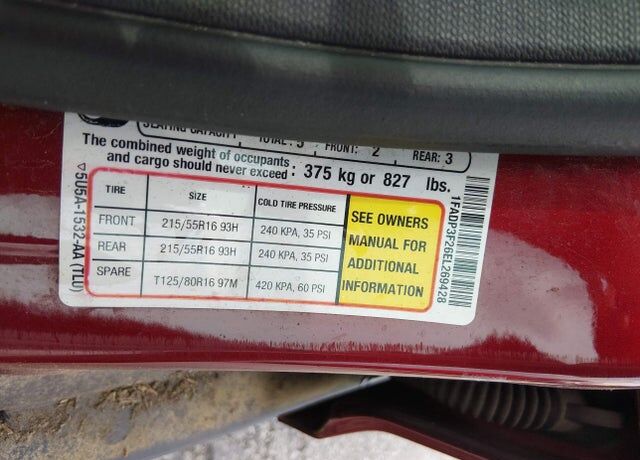 SEATING CAPACITY TOTAL: 5 FRONT: 2 REAR: 3
The combined weight of occupants
and cargo should never exceed: 375 kg or 827 lbs.
TIRE SIZE COLD TIRE PRESSURE
FRONT 215/55R16 93H 240 KPA, 35 PSI
REAR 215/55R16 93H 240 KPA, 35 PSI
SPARE T125/80R16 97M 420 KPA, 60 PSI
SEE OWNERS
MANUAL FOR
ADDITIONAL
INFORMATION
▽5U5A-1532-AA (TLU)
1FADP3F26EL269428